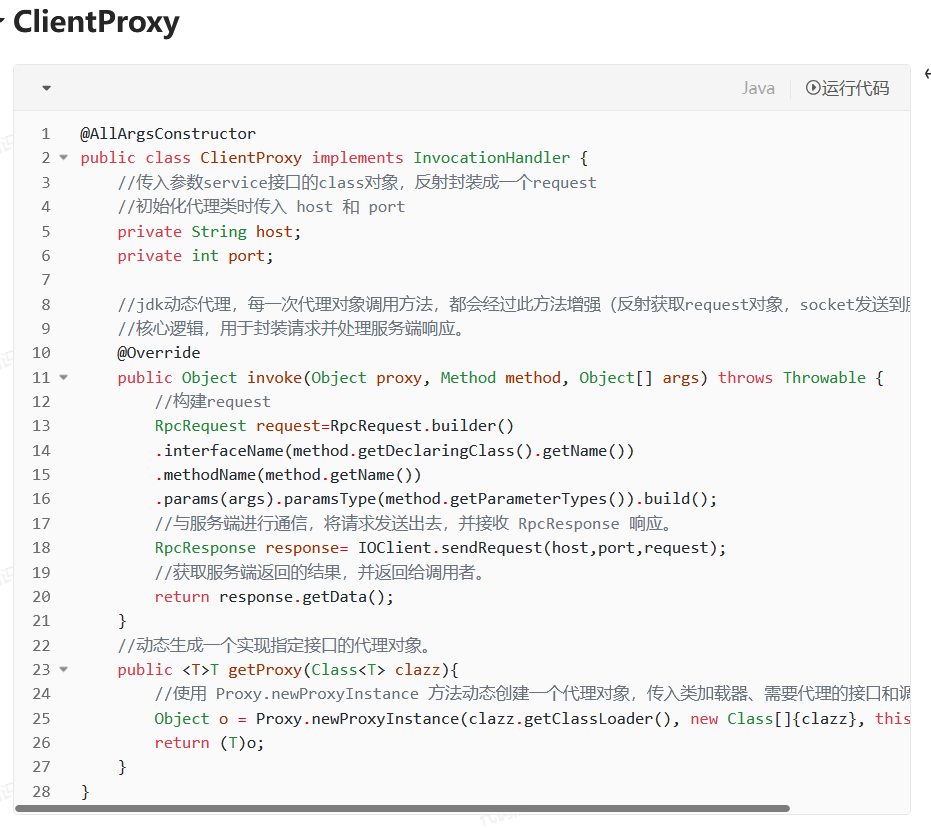 ClientProxy
Java 运行代码
1 @AllArgsConstructor
2 public class ClientProxy implements InvocationHandler {
3 //传入参数service接口的class对象，反射封装成一个request
4 //初始化代理类时传入 host 和 port
5 private String host;
6 private int port;
7
8 //jdk动态代理，每一次代理对象调用方法，都会经过此方法增强（反射获取request对象，socket发送到
9 //核心逻辑，用于封装请求并处理服务端响应。
10 @Override
11 public Object invoke(Object proxy, Method method, Object[] args) throws Throwable {
12 //构建request
13 RpcRequest request=RpcRequest.builder()
14 .interfaceName(method.getDeclaringClass().getName())
15 .methodName(method.getName())
16 .params(args).paramsType(method.getParameterTypes()).build();
17 //与服务端进行通信，将请求发送出去，并接收 RpcResponse 响应。
18 RpcResponse response= IOClient.sendRequest(host,port,request);
19 //获取服务端返回的结果，并返回给调用者。
20 return response.getData();
21 }
22 //动态生成一个实现指定接口的代理对象。
23 public <T>T getProxy(Class<T> clazz){
24 //使用 Proxy.newProxyInstance 方法动态创建一个代理对象，传入类加载器、需要代理的接口和调
25 Object o = Proxy.newProxyInstance(clazz.getClassLoader(), new Class[]{clazz}, this
26 return (T)o;
27 }
28 }